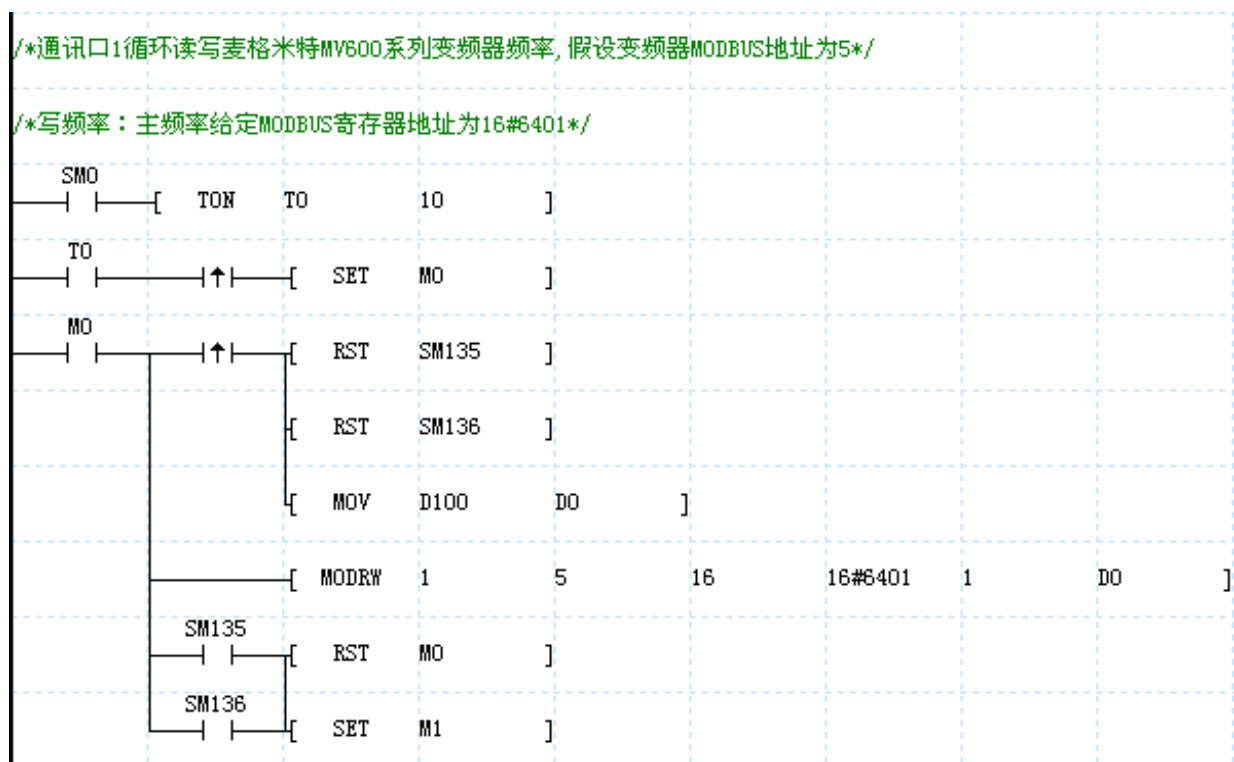 /*通讯口1循环读写麦格米特MV600系列变频器频率,假设变频器MODBUS地址为5*/
/*写频率：主频率给定MODBUS寄存器地址为16#6401*/
SM0
[ TON T0 10 ]
T0
[ SET M0 ]
M0
[ RST SM135 ]
[ RST SM136 ]
[ MOV D100 D0 ]
[ MODRW 1 5 16 16#6401 1 D0 ]
SM135
[ RST M0 ]
SM136
[ SET M1 ]